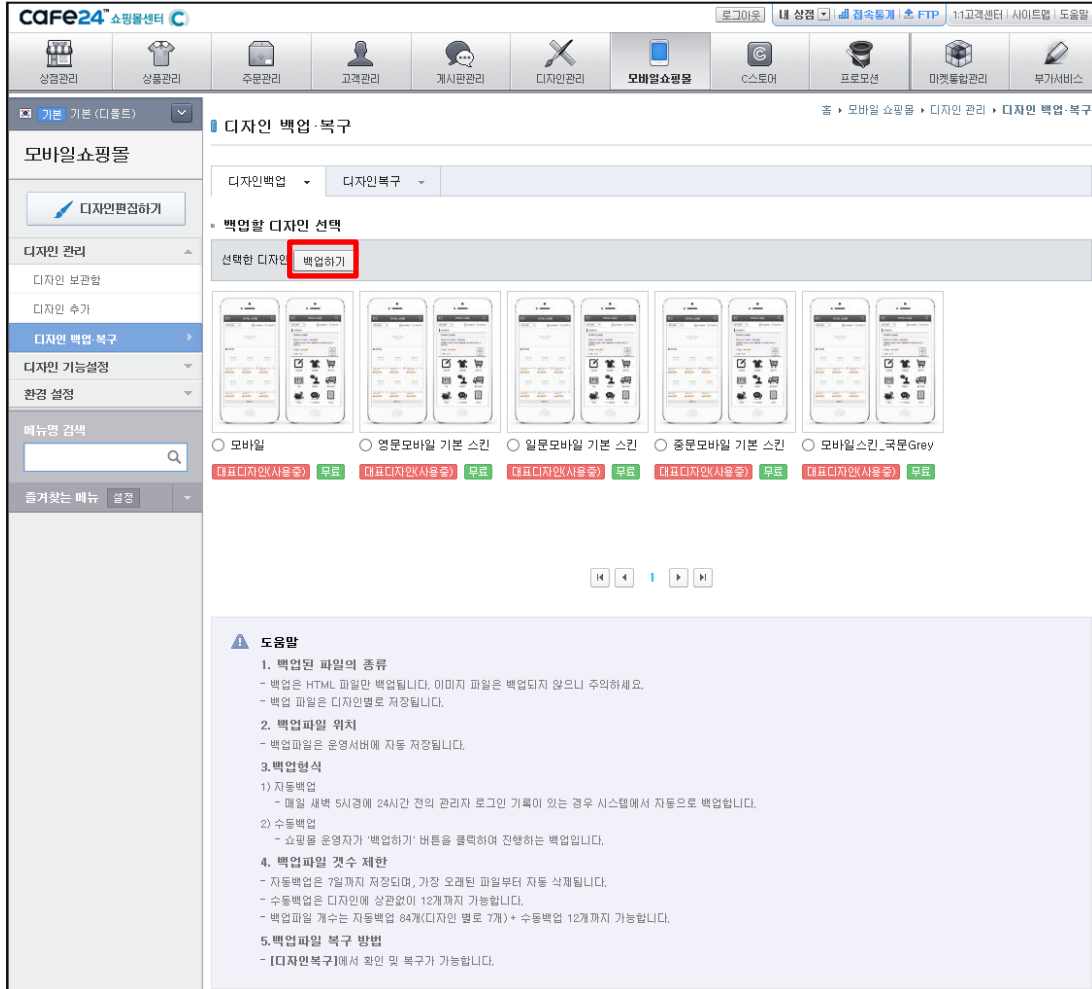 cafe24 쇼핑몰센터 C
로그아웃 내 상점 접속통계 FTP 1:1고객센터 사이트맵 도움말
상점관리 상품관리 주문관리 고객관리 게시판관리 디자인관리 모바일쇼핑몰 C스토어 프로모션 마켓통합관리 부가서비스
기본 기본 (디폴트)
홈 모바일 쇼핑몰 디자인 관리 디자인 백업·복구
디자인 백업·복구
모바일쇼핑몰
디자인백업 디자인복구
디자인편집하기
백업할 디자인 선택
디자인 관리
선택한 디자인 백업하기
디자인 보관함
디자인 추가
디자인 백업·복구
디자인 기능설정
환경 설정
메뉴명 검색
즐겨찾는 메뉴 설정
모바일 영문모바일 기본 스킨 일문모바일 기본 스킨 중문모바일 기본 스킨 모바일스킨_국문Grey
대표디자인(사용중) 무료 대표디자인(사용중) 무료 대표디자인(사용중) 무료 대표디자인(사용중) 무료 대표디자인(사용중) 무료
1
도움말
1. 백업된 파일의 종류
- 백업은 HTML 파일만 백업됩니다. 이미지 파일은 백업되지 않으니 주의하세요.
- 백업 파일은 디자인별로 저장됩니다.
2. 백업파일 위치
- 백업파일은 운영서버에 자동 저장됩니다.
3.백업형식
1) 자동백업
- 매일 새벽 5시경에 24시간 전의 관리자 로그인 기록이 있는 경우 시스템에서 자동으로 백업합니다.
2) 수동백업
- 쇼핑몰 운영자가 '백업하기' 버튼을 클릭하여 진행하는 백업입니다.
4. 백업파일 갯수 제한
- 자동백업은 7일까지 저장되며, 가장 오래된 파일부터 자동 삭제됩니다.
- 수동백업은 디자인에 상관없이 12개까지 가능합니다.
- 백업파일 개수는 자동백업 84개(디자인 별로 7개) + 수동백업 12개까지 가능합니다.
5.백업파일 복구 방법
- [디자인복구]에서 확인 및 복구가 가능합니다.